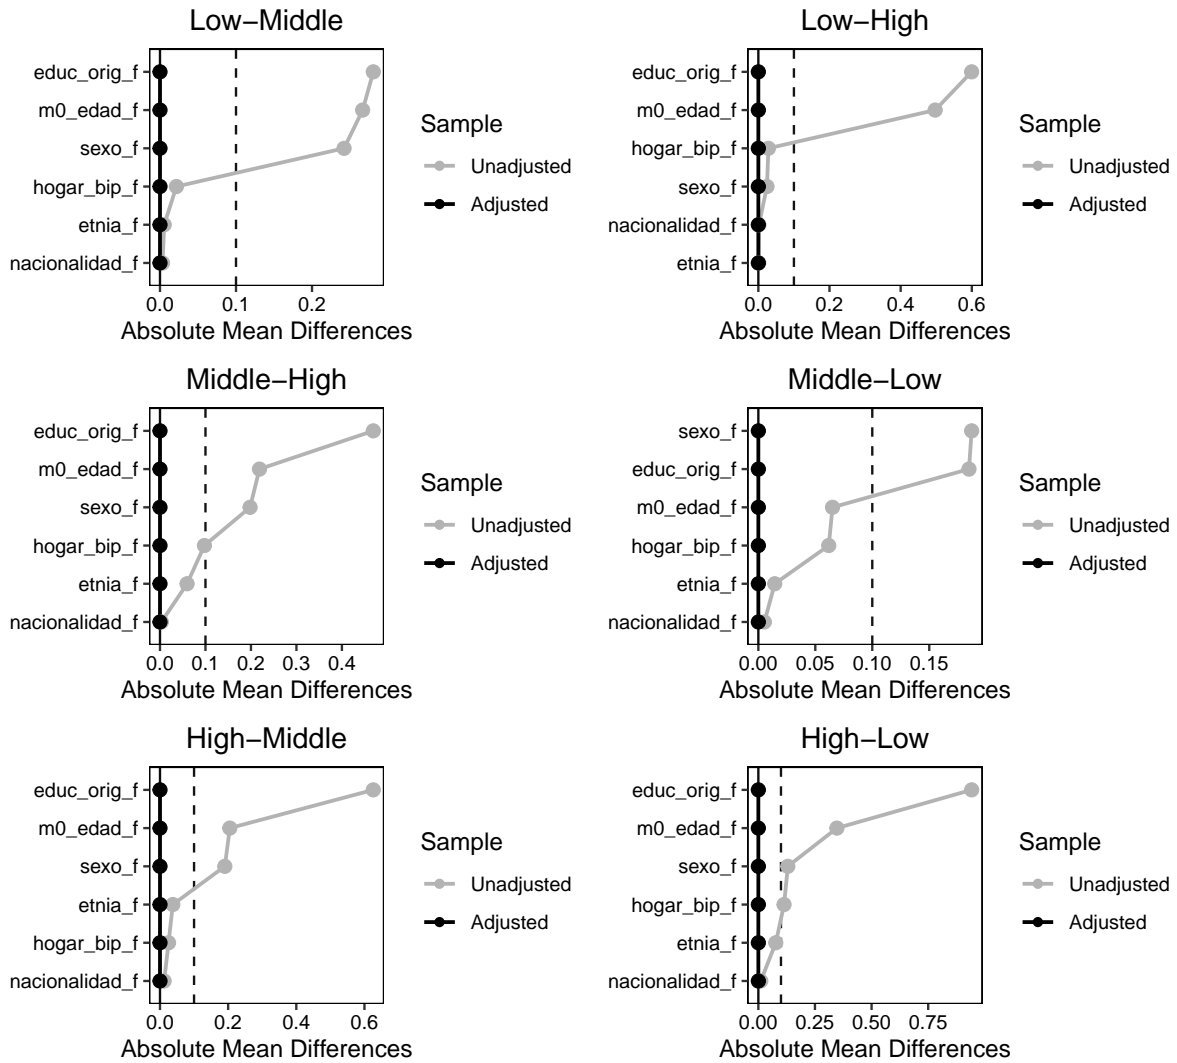 Low−Middle
educ_orig_f
m0_edad_f
sexo_f
hogar_bip_f
etnia_f
nacionalidad_f
0.0 0.1 0.2
Absolute Mean Differences
Sample
Unadjusted
Adjusted
Low−High
educ_orig_f
m0_edad_f
hogar_bip_f
sexo_f
nacionalidad_f
etnia_f
0.0 0.2 0.4 0.6
Absolute Mean Differences
Sample
Unadjusted
Adjusted
Middle−High
educ_orig_f
m0_edad_f
sexo_f
hogar_bip_f
etnia_f
nacionalidad_f
0.0 0.1 0.2 0.3 0.4
Absolute Mean Differences
Sample
Unadjusted
Adjusted
Middle−Low
sexo_f
educ_orig_f
m0_edad_f
hogar_bip_f
etnia_f
nacionalidad_f
0.00 0.05 0.10 0.15
Absolute Mean Differences
Sample
Unadjusted
Adjusted
High−Middle
educ_orig_f
m0_edad_f
sexo_f
etnia_f
hogar_bip_f
nacionalidad_f
0.0 0.2 0.4 0.6
Absolute Mean Differences
Sample
Unadjusted
Adjusted
High−Low
educ_orig_f
m0_edad_f
sexo_f
hogar_bip_f
etnia_f
nacionalidad_f
0.00 0.25 0.50 0.75
Absolute Mean Differences
Sample
Unadjusted
Adjusted